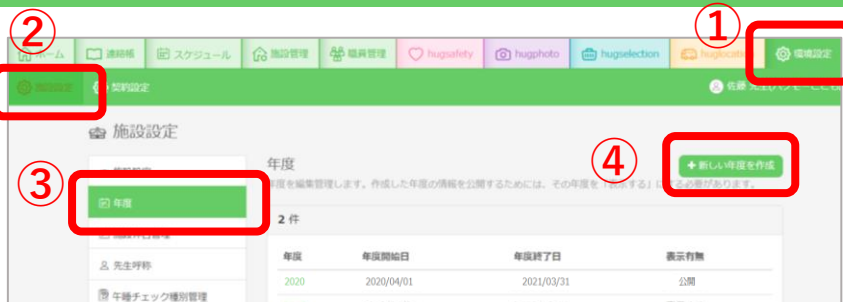 ① ②
ホーム 連絡帳 スケジュール 施設管理 職員管理 hugsafety hugphoto hugselection huglocation 環境設定
施設設定 契約設定
施設設定
③ ④
年度
年度
+新しい年度を作成
年度を編集管理します。作成した年度の情報を公開するためには、その年度を「表示する」にする必要があります。
2 件
年度 年度開始日 年度終了日 表示有無
2020 2020/04/01 2021/03/31 公開
先生呼称
午睡チェック種別管理